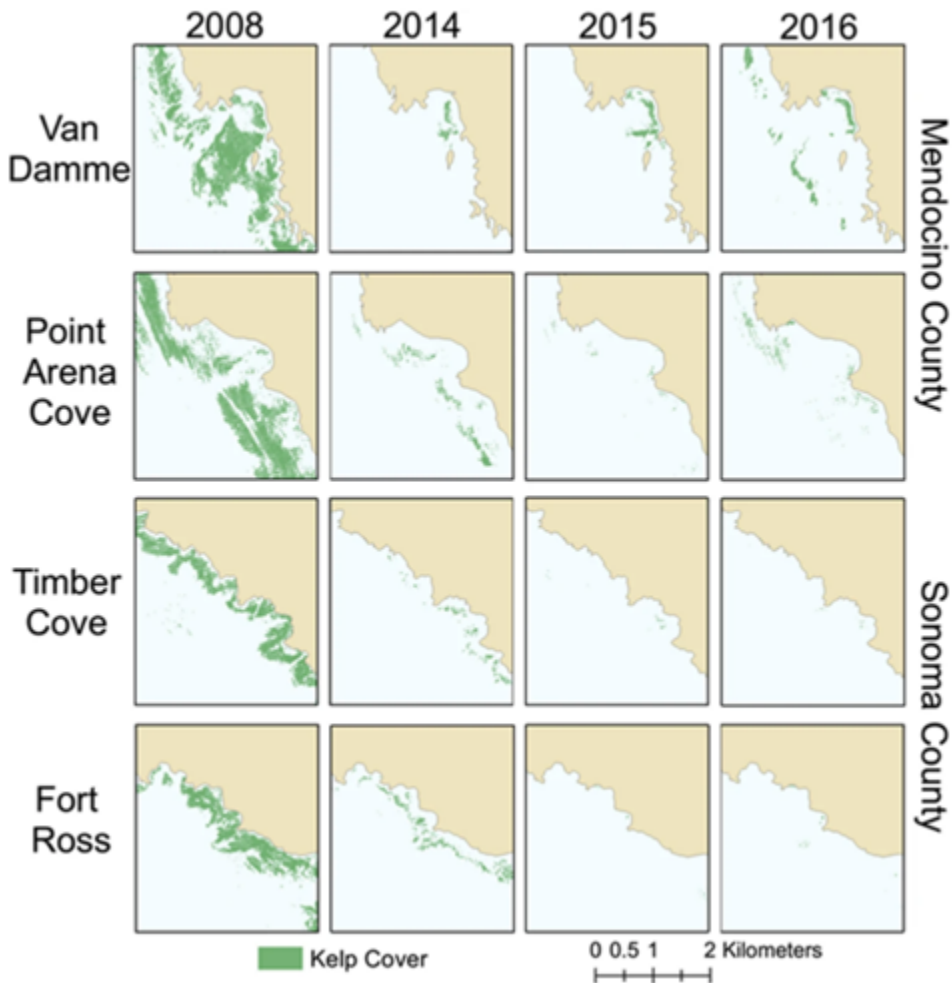 2008 2014 2015 2016
Van
Damme
Mendocino County
Point
Arena
Cove
Timber
Cove
Sonoma County
Fort
Ross
Kelp Cover
0 0.5 1 2 Kilometers